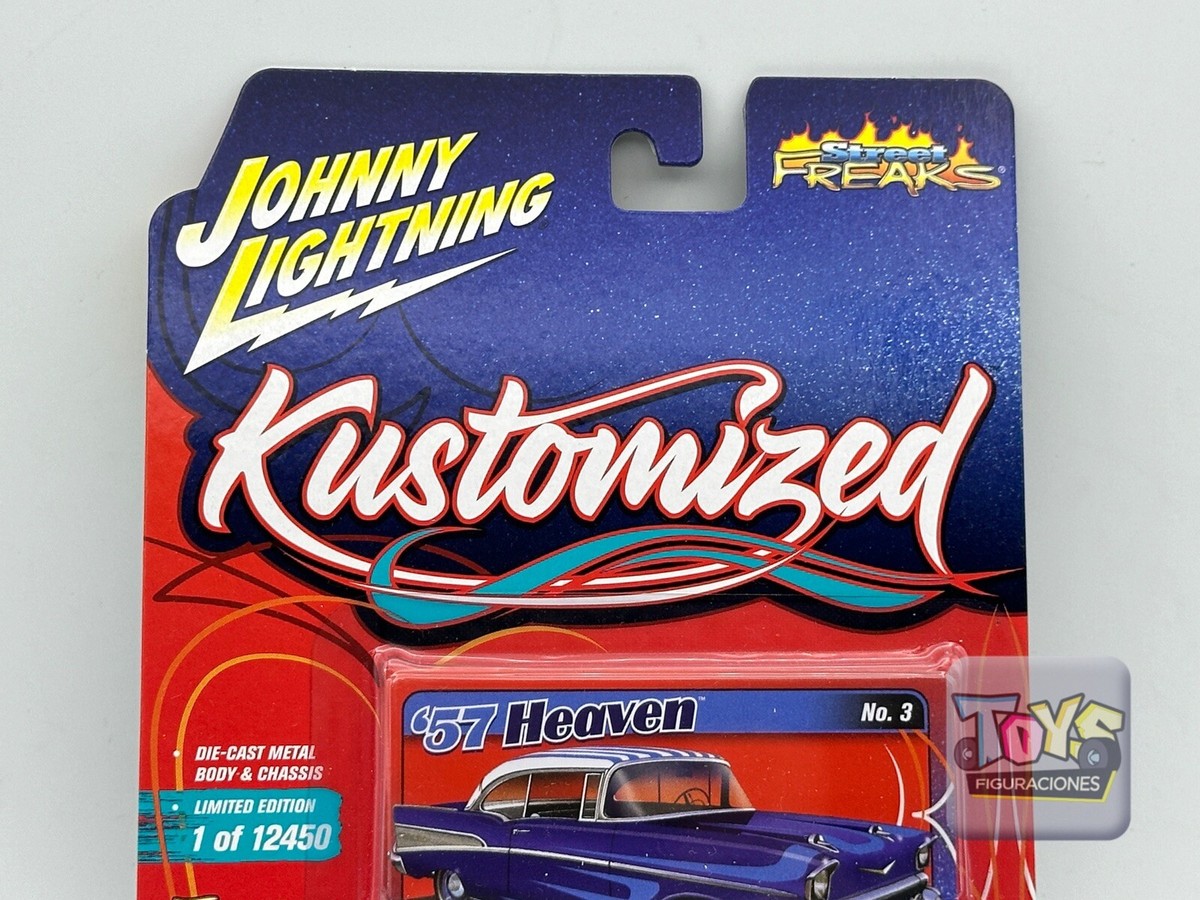 JOHNNY
LIGHTNING
Street
FREAKS®
Kustomized
'57 Heaven™
No. 3
• DIE-CAST METAL
BODY & CHASSIS
• LIMITED EDITION
1 of 12450
TOYS
FIGURACIONES